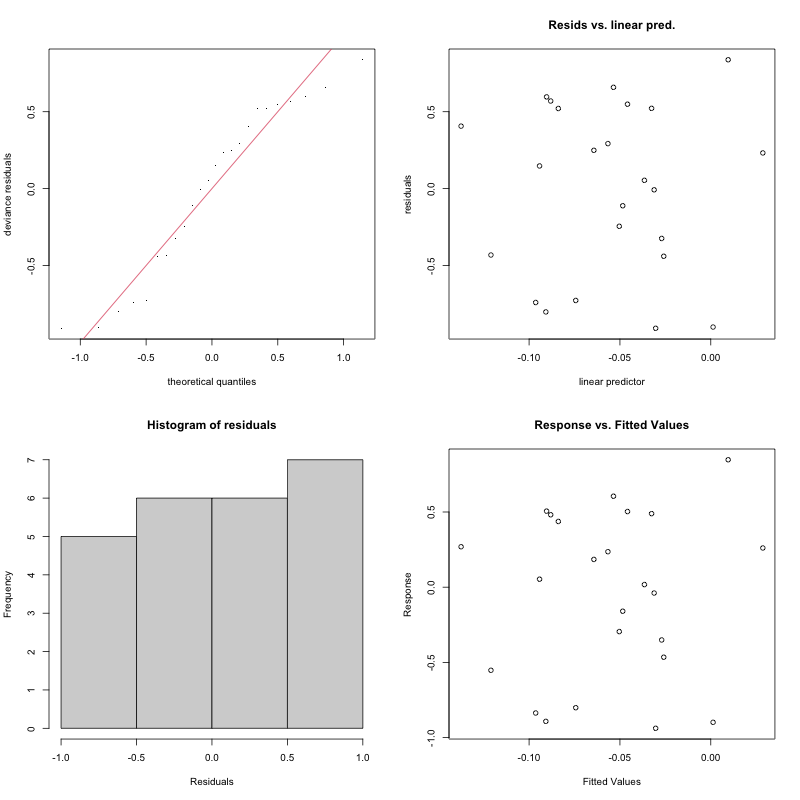 deviance residuals
0.5
0.0
-0.5
-1.0 -0.5 0.0 0.5 1.0
theoretical quantiles
Resids vs. linear pred.
residuals
0.5
0.0
-0.5
-0.10 -0.05 0.00
linear predictor
Histogram of residuals
Frequency
7
6
5
4
3
2
1
0
-1.0 -0.5 0.0 0.5 1.0
Residuals
Response vs. Fitted Values
Response
0.5
0.0
-0.5
-1.0
-0.10 -0.05 0.00
Fitted Values